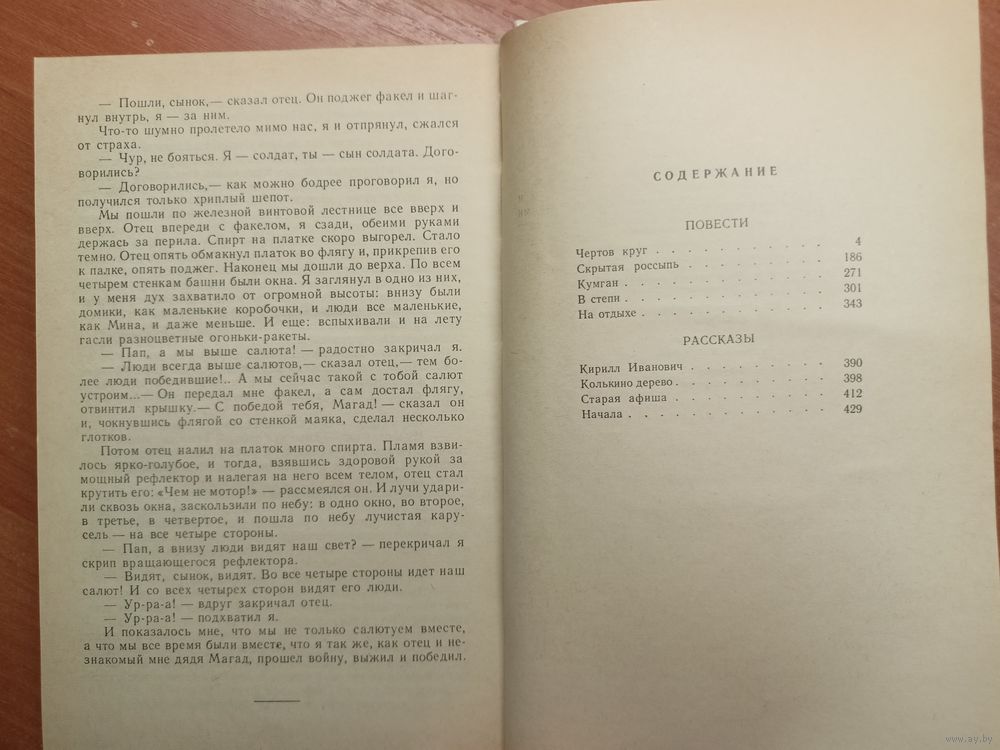 — Пошли, сынок,— сказал отец. Он поджег факел и шаг-
нул внутрь, я — за ним.
Что-то шумно пролетело мимо нас, я и отпрянул, сжался
от страха.
— Чур, не бояться. Я — солдат, ты — сын солдата. Дого-
ворились?
— Договорились,— как можно бодрее проговорил я, но
получился только хриплый шепот.
Мы пошли по железной винтовой лестнице все вверх и
вверх. Отец впереди с факелом, я сзади, обеими руками
держась за перила. Спирт на платке скоро выгорел. Стало
темно. Отец опять обмакнул платок во флягу и, прикрепив его
к палке, опять поджег. Наконец мы дошли до верха. По всем
четырем стенкам башни были окна. Я заглянул в одно из них,
и у меня дух захватило от огромной высоты: внизу были
домики, как маленькие коробочки, и люди все маленькие,
как Мина, и даже меньше. И еще: вспыхивали и на лету
гасли разноцветные огоньки-ракеты.
— Пап, а мы выше салюта! — радостно закричал я.
— Люди всегда выше салютов,— сказал отец,— тем бо-
лее люди победившие!.. А мы сейчас такой с тобой салют
устроим...— Он передал мне факел, а сам достал флягу,
отвинтил крышку.— С победой тебя, Магад! — сказал он
и, чокнувшись флягой со стенкой маяка, сделал несколько
глотков.
Потом отец налил на платок много спирта. Пламя взви-
лось ярко-голубое, и тогда, взявшись здоровой рукой за
мощный рефлектор и налегая на него всем телом, отец стал
крутить его: «Чем не мотор!» — рассмеялся он. И лучи удари-
ли сквозь окна, заскользили по небу: в одно окно, во второе,
в третье, в четвертое, и пошла по небу лучистая кару-
сель — на все четыре стороны.
— Пап, а внизу люди видят наш свет? — перекричал я
скрип вращающегося рефлектора.
— Видят, сынок, видят. Во все четыре стороны идет наш
салют! И со всех четырех сторон видят его люди.
— Ур-ра-а! — вдруг закричал отец.
— Ур-ра-а! — подхватил я.
И показалось мне, что мы не только салютуем вместе,
а что мы все время были вместе, что я так же, как отец и не-
знакомый мне дядя Магад, прошел войну, выжил и победил.
СОДЕРЖАНИЕ
ПОВЕСТИ
Чертов круг . . . . . . . . . . . 4
Скрытая россыпь . . . . . . . . . 186
Кумган . . . . . . . . . . . . . 271
В степи . . . . . . . . . . . . . 301
На отдыхе . . . . . . . . . . . . 343
РАССКАЗЫ
Кирилл Иванович . . . . . . . . . 390
Колькино дерево . . . . . . . . . 398
Старая афиша . . . . . . . . . . 412
Начала . . . . . . . . . . . . . 429
www.ay.by